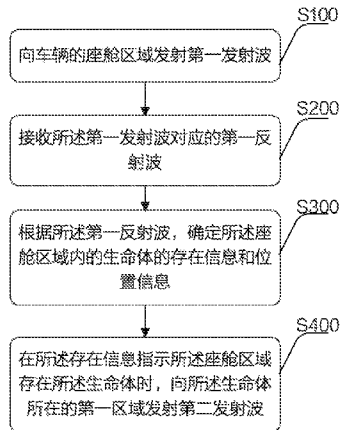 S100
向车辆的座舱区域发射第一发射波
S200
接收所述第一发射波对应的第一反
射波
S300
根据所述第一反射波，确定所述座
舱区域内的生命体的存在信息和位
置信息
S400
在所述存在信息指示所述座舱区域
存在所述生命体时，向所述生命体
所在的第一区域发射第二发射波